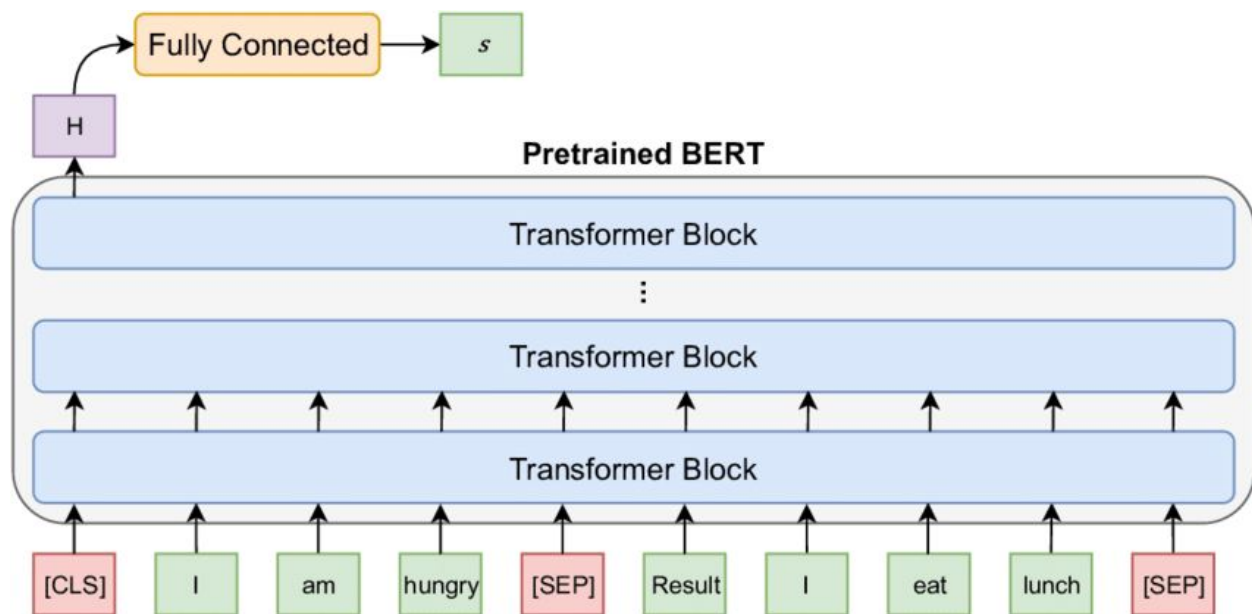 Fully Connected s
H
Pretrained BERT
Transformer Block
⋮
Transformer Block
Transformer Block
[CLS] I am hungry [SEP] Result I eat lunch [SEP]